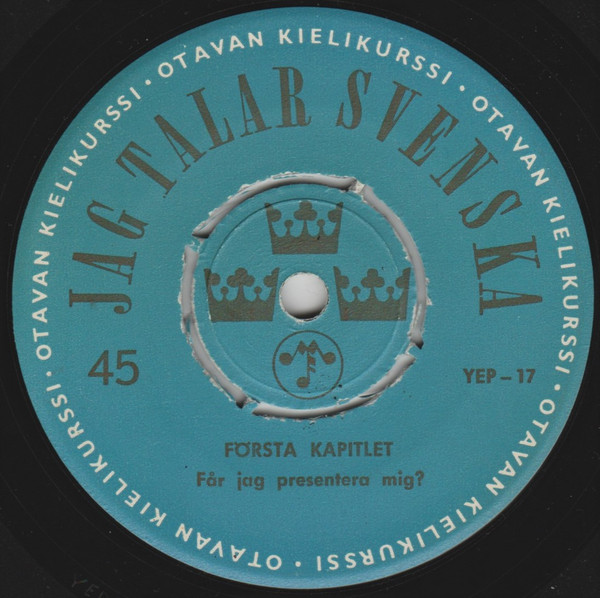 OTAVAN KIELIKURSSI · OTAVAN KIELIKURSSI · OTAVAN KIELIKURSSI · OTAVAN KIELIKURSSI · OTAVAN KIELIKURSSI ·
JAG TALAR SVENSKA
45
YEP – 17
FÖRSTA KAPITLET
Får jag presentera mig?